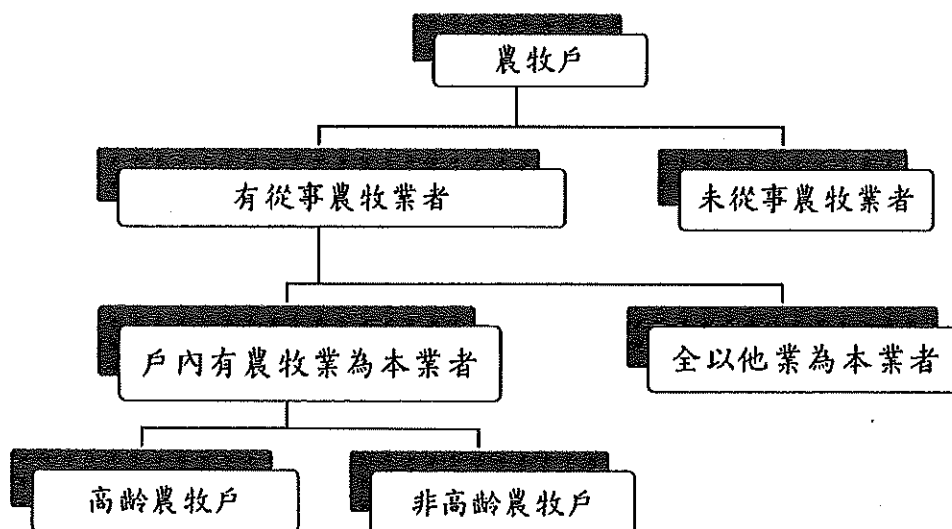 農牧戶
有從事農牧業者
未從事農牧業者
戶內有農牧業為本業者
全以他業為本業者
高齡農牧戶
非高齡農牧戶